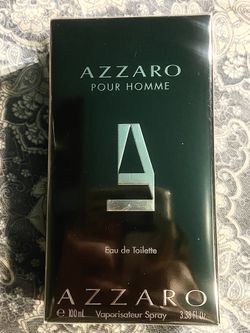 AZZARO
POUR HOMME
Eau de Toilette
AZZARO
℮ 100 mL Vaporisateur Spray 3.38 fl.oz